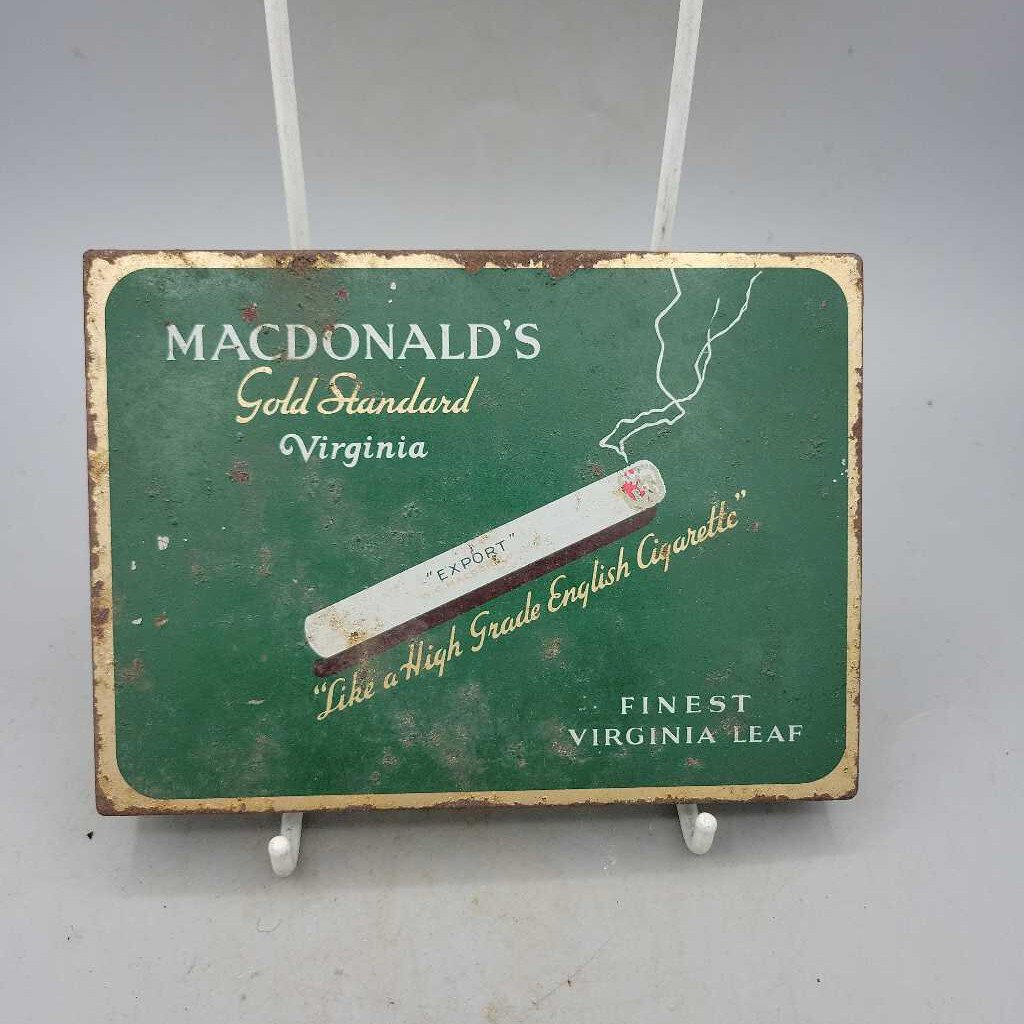 MACDONALD'S
Gold Standard
Virginia
"EXPORT"
"Like a High Grade English Cigarette"
FINEST
VIRGINIA LEAF